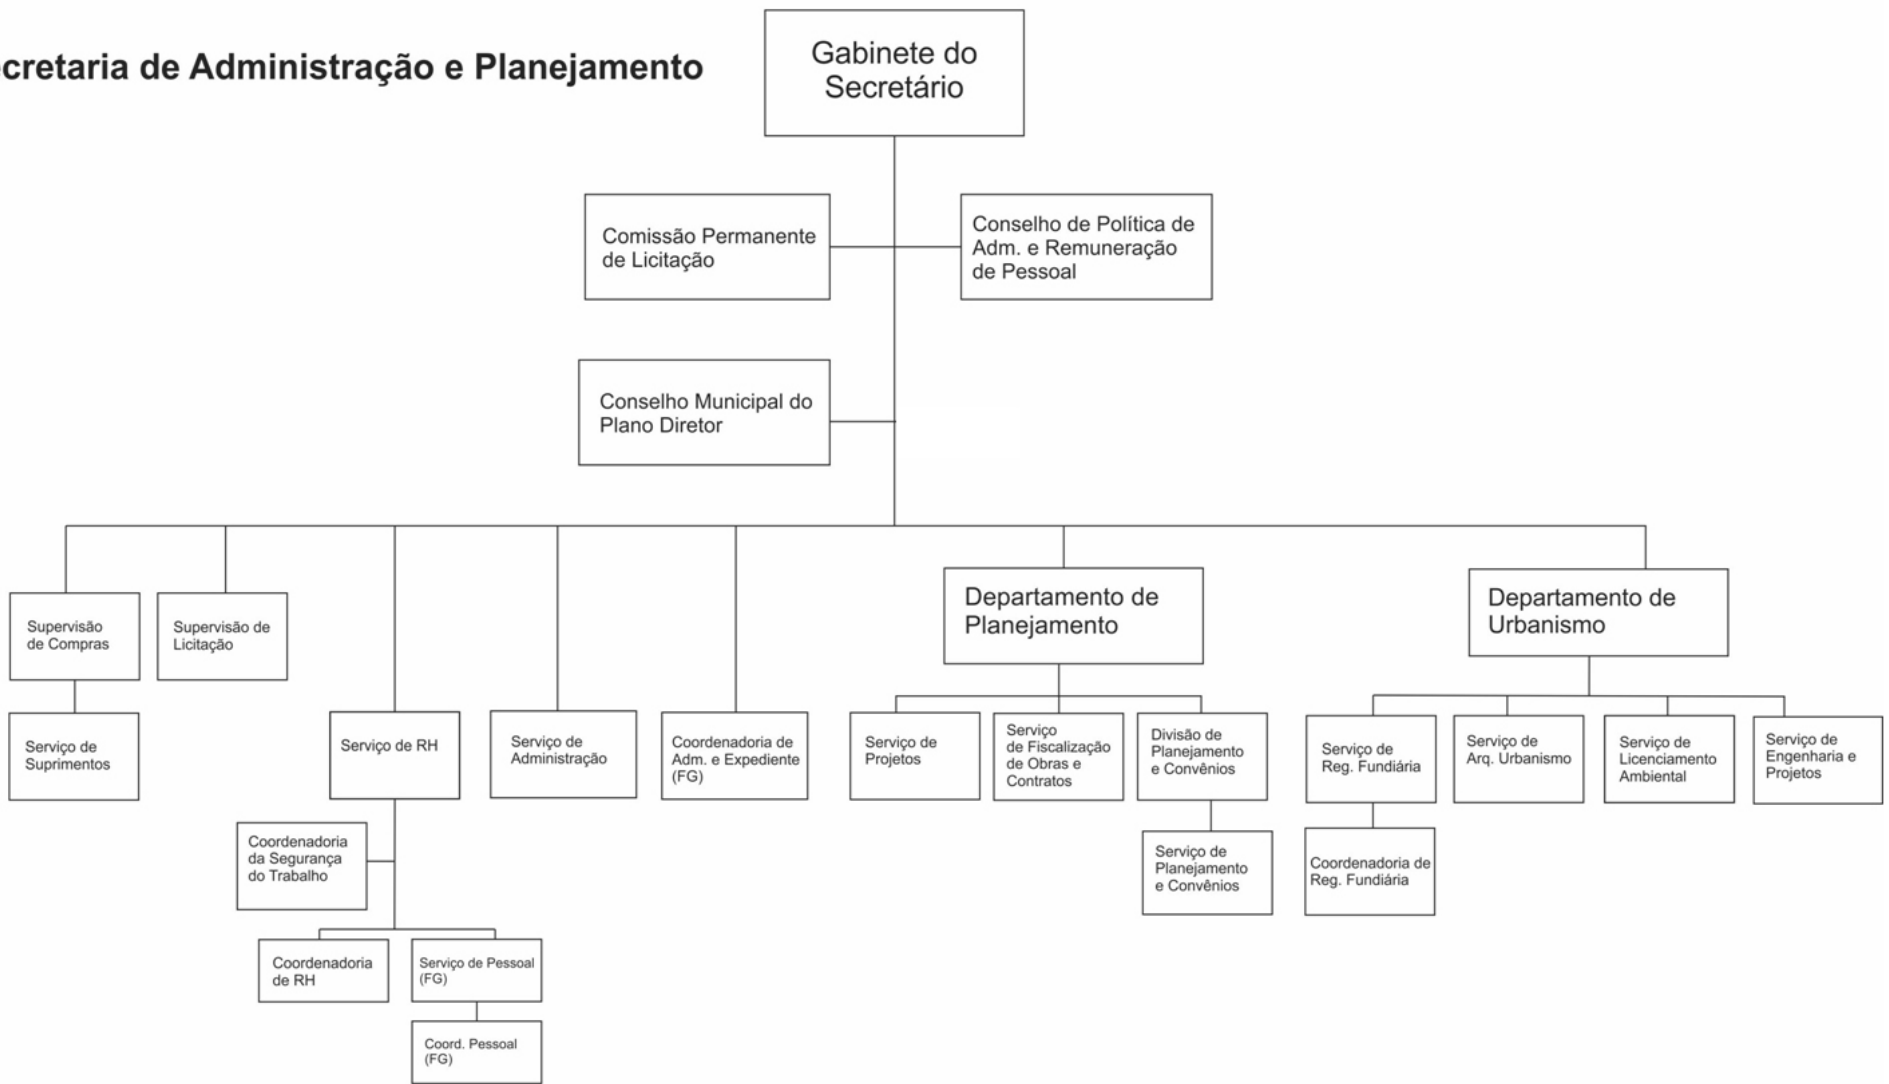 cretaria de Administração e Planejamento
Gabinete do
Secretário
Comissão Permanente
de Licitação
Conselho de Política de
Adm. e Remuneração
de Pessoal
Conselho Municipal do
Plano Diretor
Supervisão
de Compras
Supervisão de
Licitação
Departamento de
Planejamento
Departamento de
Urbanismo
Serviço de
Suprimentos
Serviço de RH
Serviço de
Administração
Coordenadoria de
Adm. e Expediente
(FG)
Serviço de
Projetos
Serviço
de Fiscalização
de Obras e
Contratos
Divisão de
Planejamento
e Convênios
Serviço de
Reg. Fundiária
Serviço de
Arq. Urbanismo
Serviço de
Licenciamento
Ambiental
Serviço de
Engenharia e
Projetos
Coordenadoria
da Segurança
do Trabalho
Serviço de
Planejamento
e Convênios
Coordenadoria de
Reg. Fundiária
Coordenadoria
de RH
Serviço de Pessoal
(FG)
Coord. Pessoal
(FG)